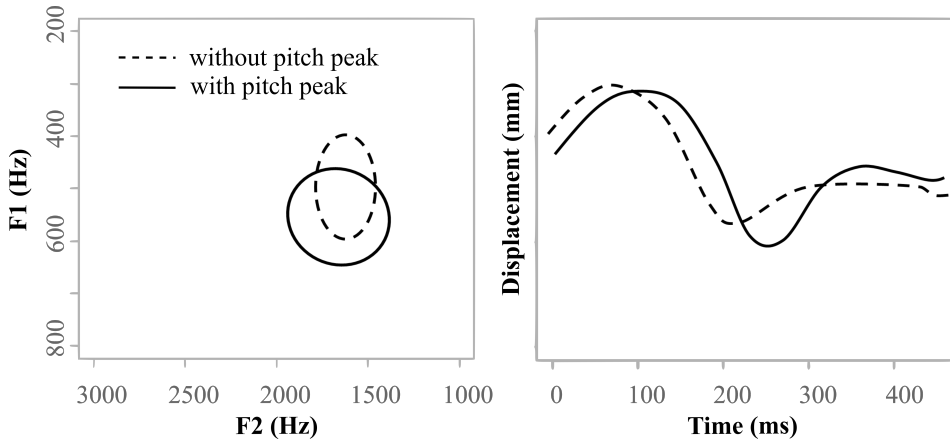 200
400
600
800
F1 (Hz)
without pitch peak
with pitch peak
3000 2500 2000 1500 1000
F2 (Hz)
Displacement (mm)
0 100 200 300 400
Time (ms)